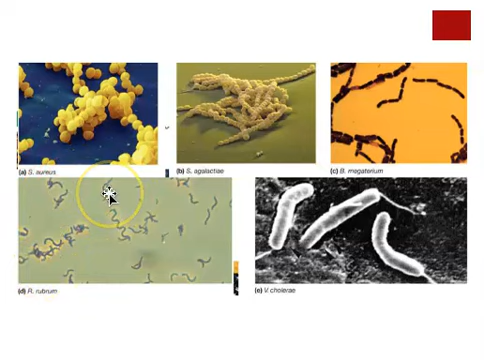 (a) S. aureus
(b) S. agalactiae
(c) B. megaterium
(d) R. rubrum
(e) V. cholerae